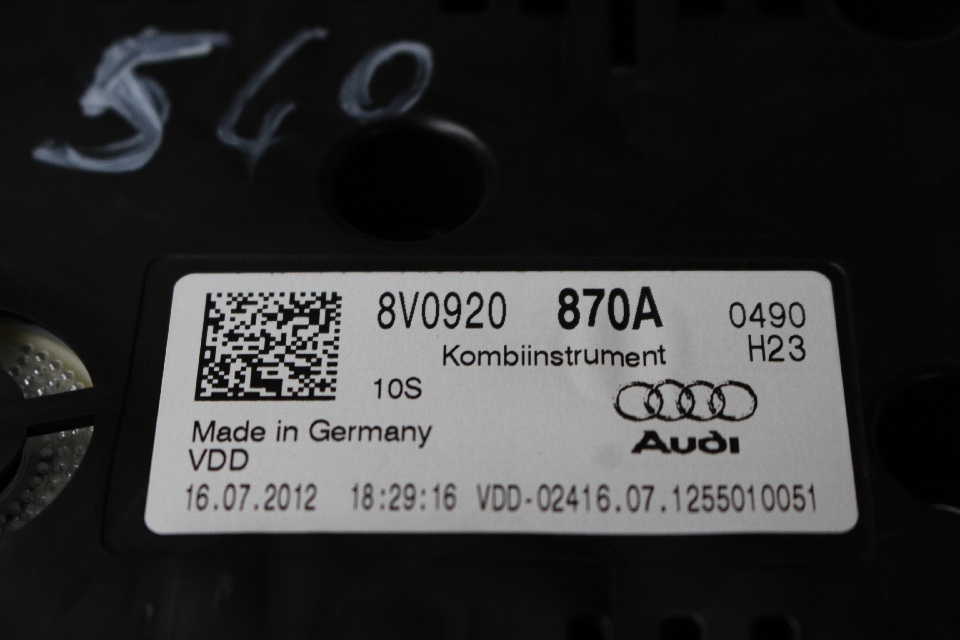 540
8V0920 870A 0490
Kombiinstrument H23
10S
Audi
Made in Germany
VDD
16.07.2012 18:29:16 VDD-02416.07.1255010051